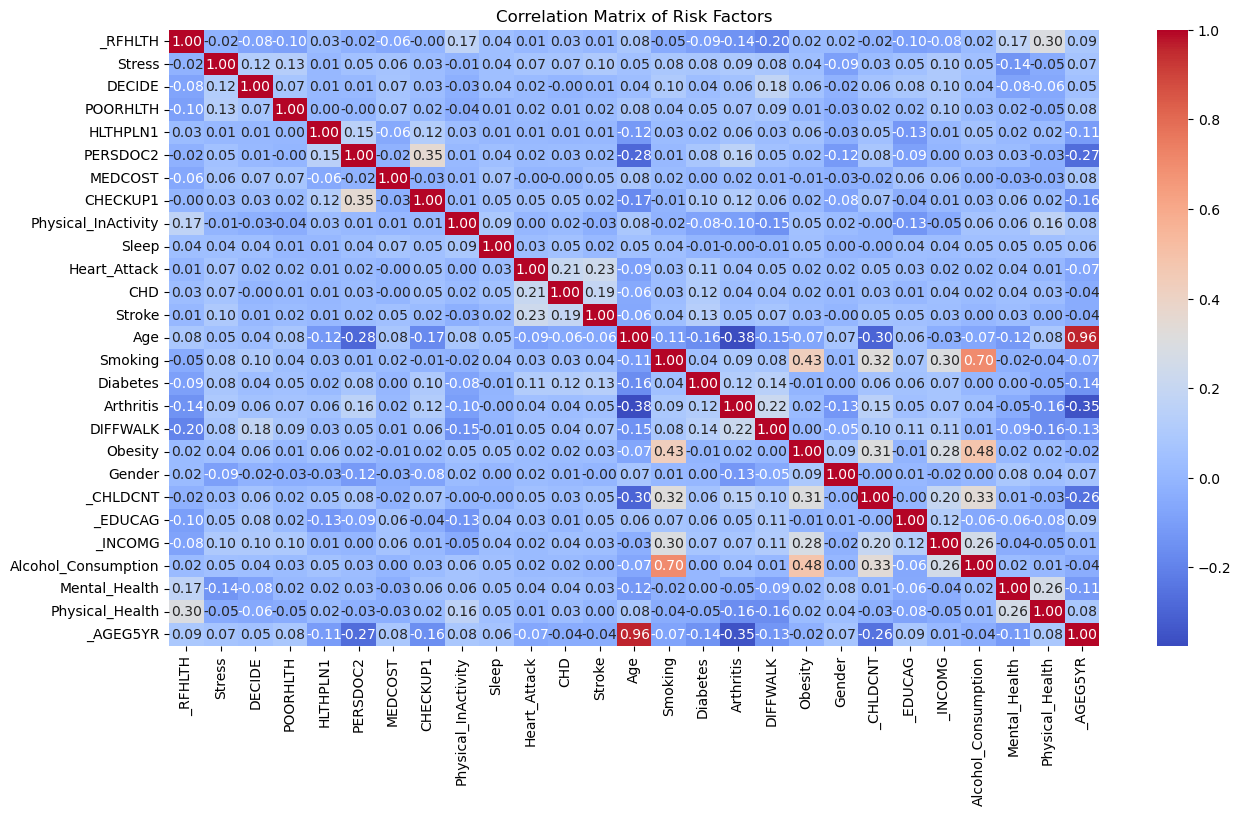 Correlation Matrix of Risk Factors
_RFHLTH 1.00 -0.02 -0.08 -0.10 0.03 -0.02 -0.06 -0.00 0.17 0.04 0.01 0.03 0.01 0.08 -0.05 -0.09 -0.14 -0.20 0.02 0.02 -0.02 -0.10 -0.08 0.02 0.17 0.30 0.09
Stress -0.02 1.00 0.12 0.13 0.01 0.05 0.06 0.03 -0.01 0.04 0.07 0.07 0.10 0.05 0.08 0.08 0.09 0.08 0.04 -0.09 0.03 0.05 0.10 0.05 -0.14 -0.05 0.07
DECIDE -0.08 0.12 1.00 0.07 0.01 0.01 0.07 0.03 -0.03 0.04 0.02 -0.00 0.01 0.04 0.10 0.04 0.06 0.18 0.06 -0.02 0.06 0.08 0.10 0.04 -0.08 -0.06 0.05
POORHLTH -0.10 0.13 0.07 1.00 0.00 -0.00 0.07 0.02 -0.04 0.01 0.02 0.01 0.02 0.08 0.04 0.05 0.07 0.09 0.01 -0.03 0.02 0.02 0.10 0.03 0.02 -0.05 0.08
HLTHPLN1 0.03 0.01 0.01 0.00 1.00 0.15 -0.06 0.12 0.03 0.01 0.01 0.01 0.01 -0.12 0.03 0.02 0.06 0.03 0.06 -0.03 0.05 -0.13 0.01 0.05 0.02 0.02 -0.11
PERSDOC2 -0.02 0.05 0.01 -0.00 0.15 1.00 -0.02 0.35 0.01 0.04 0.02 0.03 0.02 -0.28 0.01 0.08 0.16 0.05 0.02 -0.12 0.08 -0.09 0.00 0.03 0.03 -0.03 -0.27
MEDCOST -0.06 0.06 0.07 0.07 -0.06 -0.02 1.00 -0.03 0.01 0.07 -0.00 -0.00 0.05 0.08 0.02 0.00 0.02 0.01 -0.01 -0.03 -0.02 0.06 0.06 0.00 -0.03 -0.03 0.08
CHECKUP1 -0.00 0.03 0.03 0.02 0.12 0.35 -0.03 1.00 0.01 0.05 0.05 0.05 0.02 -0.17 -0.01 0.10 0.12 0.06 0.02 -0.08 0.07 -0.04 0.01 0.03 0.06 0.02 -0.16
Physical_InActivity 0.17 -0.01 -0.03 -0.04 0.03 0.01 0.01 0.01 1.00 0.09 0.00 0.02 -0.03 0.08 -0.02 -0.08 -0.10 -0.15 0.05 0.02 -0.00 -0.13 -0.05 0.06 0.06 0.16 0.08
Sleep 0.04 0.04 0.04 0.01 0.01 0.04 0.07 0.05 0.09 1.00 0.03 0.05 0.02 0.05 0.04 -0.01 -0.00 -0.01 0.05 0.00 -0.00 0.04 0.04 0.05 0.05 0.05 0.06
Heart_Attack 0.01 0.07 0.02 0.02 0.01 0.02 -0.00 0.05 0.00 0.03 1.00 0.21 0.23 -0.09 0.03 0.11 0.04 0.05 0.02 0.02 0.05 0.03 0.02 0.02 0.04 0.01 -0.07
CHD 0.03 0.07 -0.00 0.01 0.01 0.03 -0.00 0.05 0.02 0.05 0.21 1.00 0.19 -0.06 0.03 0.12 0.04 0.04 0.02 0.01 0.03 0.01 0.04 0.02 0.04 0.03 -0.04
Stroke 0.01 0.10 0.01 0.02 0.01 0.02 0.05 0.02 -0.03 0.02 0.23 0.19 1.00 -0.06 0.04 0.13 0.05 0.07 0.03 -0.00 0.05 0.05 0.03 0.00 0.03 0.00 -0.04
Age 0.08 0.05 0.04 0.08 -0.12 -0.28 0.08 -0.17 0.08 0.05 -0.09 -0.06 -0.06 1.00 -0.11 -0.16 -0.38 -0.15 -0.07 0.07 -0.30 0.06 -0.03 -0.07 -0.12 0.08 0.96
Smoking -0.05 0.08 0.10 0.04 0.03 0.01 0.02 -0.01 -0.02 0.04 0.03 0.03 0.04 -0.11 1.00 0.04 0.09 0.08 0.43 0.01 0.32 0.07 0.30 0.70 -0.02 -0.04 -0.07
Diabetes -0.09 0.08 0.04 0.05 0.02 0.08 0.00 0.10 -0.08 -0.01 0.11 0.12 0.13 -0.16 0.04 1.00 0.12 0.14 -0.01 0.00 0.06 0.06 0.07 0.00 0.00 -0.05 -0.14
Arthritis -0.14 0.09 0.06 0.07 0.06 0.16 0.02 0.12 -0.10 -0.00 0.04 0.04 0.05 -0.38 0.09 0.12 1.00 0.22 0.02 -0.13 0.15 0.05 0.07 0.04 -0.05 -0.16 -0.35
DIFFWALK -0.20 0.08 0.18 0.09 0.03 0.05 0.01 0.06 -0.15 -0.01 0.05 0.04 0.07 -0.15 0.08 0.14 0.22 1.00 0.00 -0.05 0.10 0.11 0.11 0.01 -0.09 -0.16 -0.13
Obesity 0.02 0.04 0.06 0.01 0.06 0.02 -0.01 0.02 0.05 0.05 0.02 0.02 0.03 -0.07 0.43 -0.01 0.02 0.00 1.00 0.09 0.31 -0.01 0.28 0.48 0.02 0.02 -0.02
Gender 0.02 -0.09 -0.02 -0.03 -0.03 -0.12 -0.03 -0.08 0.02 0.00 0.02 0.01 -0.00 0.07 0.01 0.00 -0.13 -0.05 0.09 1.00 -0.00 0.01 -0.02 0.00 0.08 0.04 0.07
_CHLDCNT -0.02 0.03 0.06 0.02 0.05 0.08 -0.02 0.07 -0.00 -0.00 0.05 0.03 0.05 -0.30 0.32 0.06 0.15 0.10 0.31 -0.00 1.00 -0.00 0.20 0.33 0.01 -0.03 -0.26
_EDUCAG -0.10 0.05 0.08 0.02 -0.13 -0.09 0.06 -0.04 -0.13 0.04 0.03 0.01 0.05 0.06 0.07 0.06 0.05 0.11 -0.01 0.01 -0.00 1.00 0.12 -0.06 -0.06 -0.08 0.09
_INCOMG -0.08 0.10 0.10 0.10 0.01 0.00 0.06 0.01 -0.05 0.04 0.02 0.04 0.03 -0.03 0.30 0.07 0.07 0.11 0.28 -0.02 0.20 0.12 1.00 0.26 -0.04 -0.05 0.01
Alcohol_Consumption 0.02 0.05 0.04 0.03 0.05 0.03 0.00 0.03 0.06 0.05 0.02 0.02 0.00 -0.07 0.70 0.00 0.04 0.01 0.48 0.00 0.33 -0.06 0.26 1.00 0.02 0.01 -0.04
Mental_Health 0.17 -0.14 -0.08 0.02 0.02 0.03 -0.03 0.06 0.06 0.05 0.04 0.04 0.03 -0.12 -0.02 0.00 -0.05 -0.09 0.02 0.08 0.01 -0.06 -0.04 0.02 1.00 0.26 -0.11
Physical_Health 0.30 -0.05 -0.06 -0.05 0.02 -0.03 -0.03 0.02 0.16 0.05 0.01 0.03 0.00 0.08 -0.04 -0.05 -0.16 -0.16 0.02 0.04 -0.03 -0.08 -0.05 0.01 0.26 1.00 0.08
_AGEG5YR 0.09 0.07 0.05 0.08 -0.11 -0.27 0.08 -0.16 0.08 0.06 -0.07 -0.04 -0.04 0.96 -0.07 -0.14 -0.35 -0.13 -0.02 0.07 -0.26 0.09 0.01 -0.04 -0.11 0.08 1.00
_RFHLTH
Stress
DECIDE
POORHLTH
HLTHPLN1
PERSDOC2
MEDCOST
CHECKUP1
Physical_InActivity
Sleep
Heart_Attack
CHD
Stroke
Age
Smoking
Diabetes
Arthritis
DIFFWALK
Obesity
Gender
_CHLDCNT
_EDUCAG
_INCOMG
Alcohol_Consumption
Mental_Health
Physical_Health
_AGEG5YR
1.0
0.8
0.6
0.4
0.2
0.0
−0.2